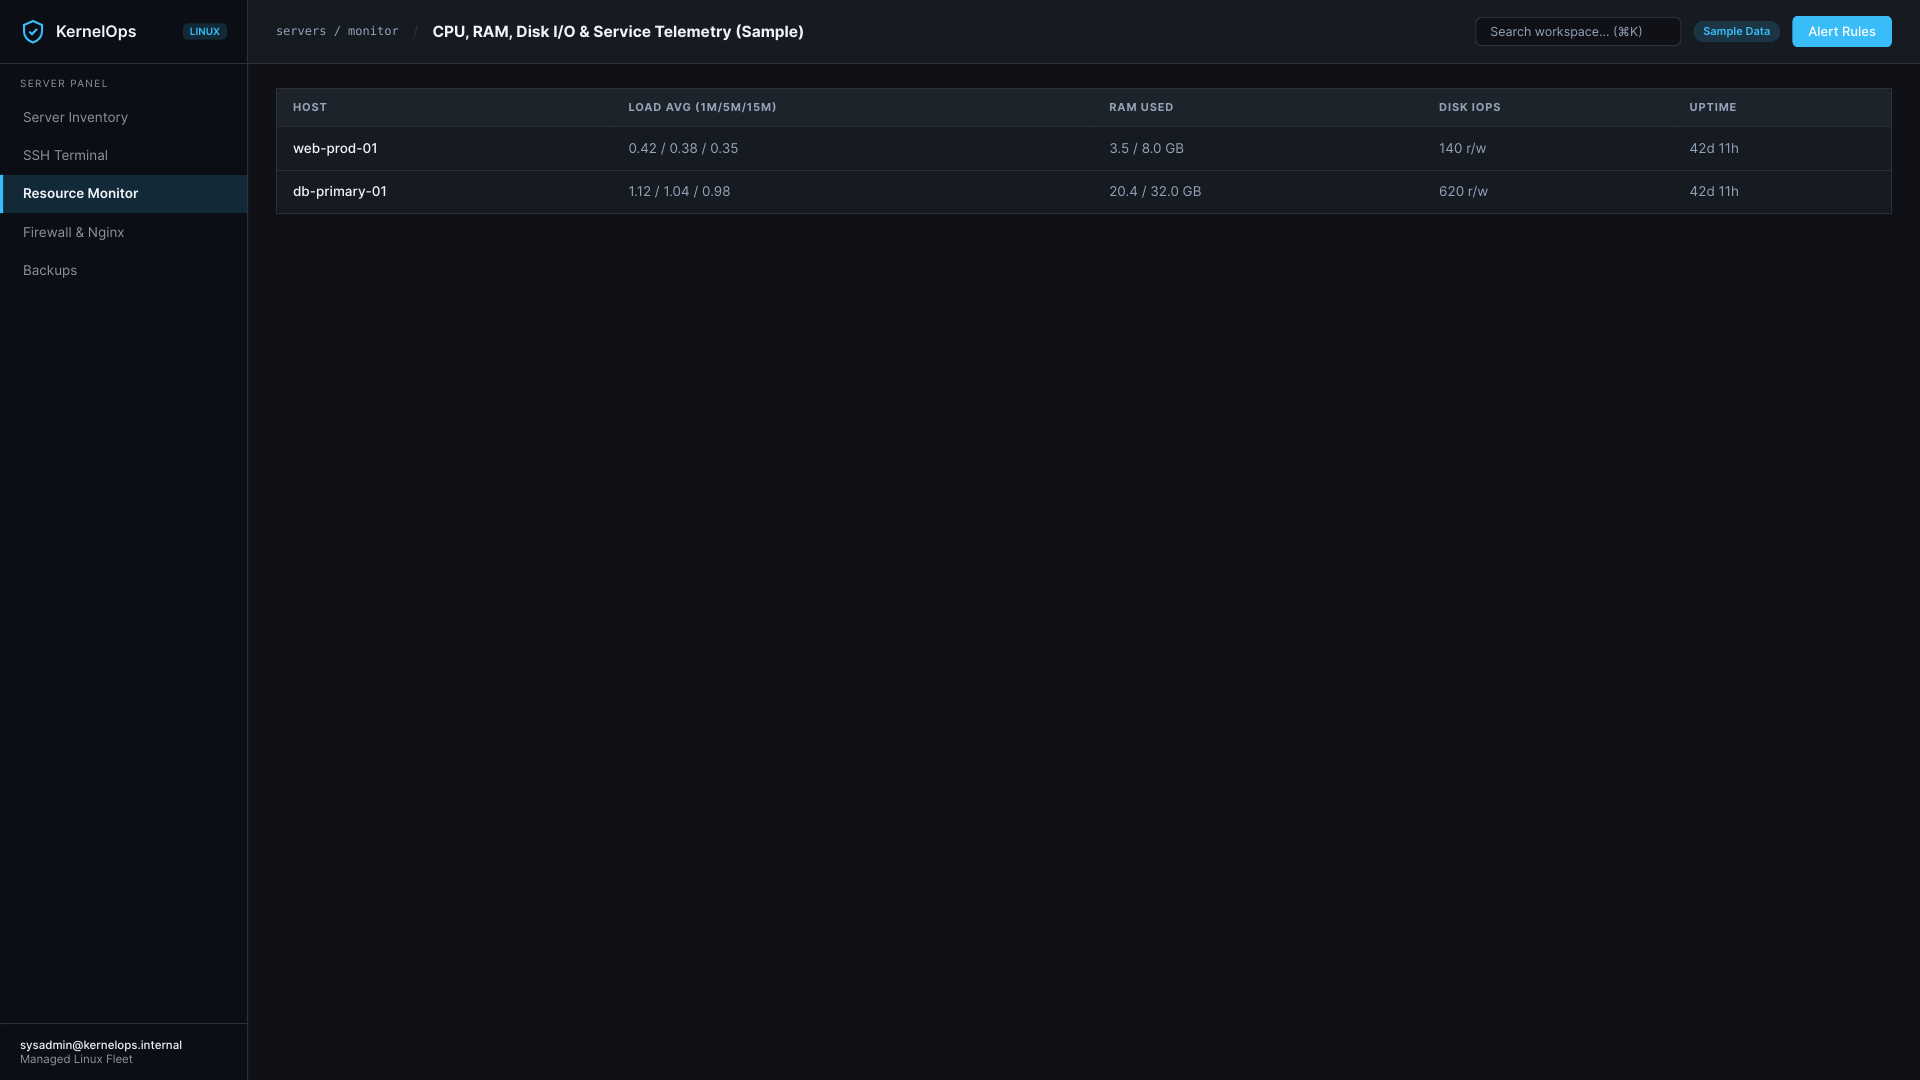 KernelOps
LINUX
SERVER PANEL
Server Inventory
SSH Terminal
Resource Monitor
Firewall & Nginx
Backups
sysadmin@kernelops.internal
Managed Linux Fleet
servers / monitor / CPU, RAM, Disk I/O & Service Telemetry (Sample)
Search workspace... (⌘K)
Sample Data
Alert Rules
HOST LOAD AVG (1M/5M/15M) RAM USED DISK IOPS UPTIME
web-prod-01 0.42 / 0.38 / 0.35 3.5 / 8.0 GB 140 r/w 42d 11h
db-primary-01 1.12 / 1.04 / 0.98 20.4 / 32.0 GB 620 r/w 42d 11h